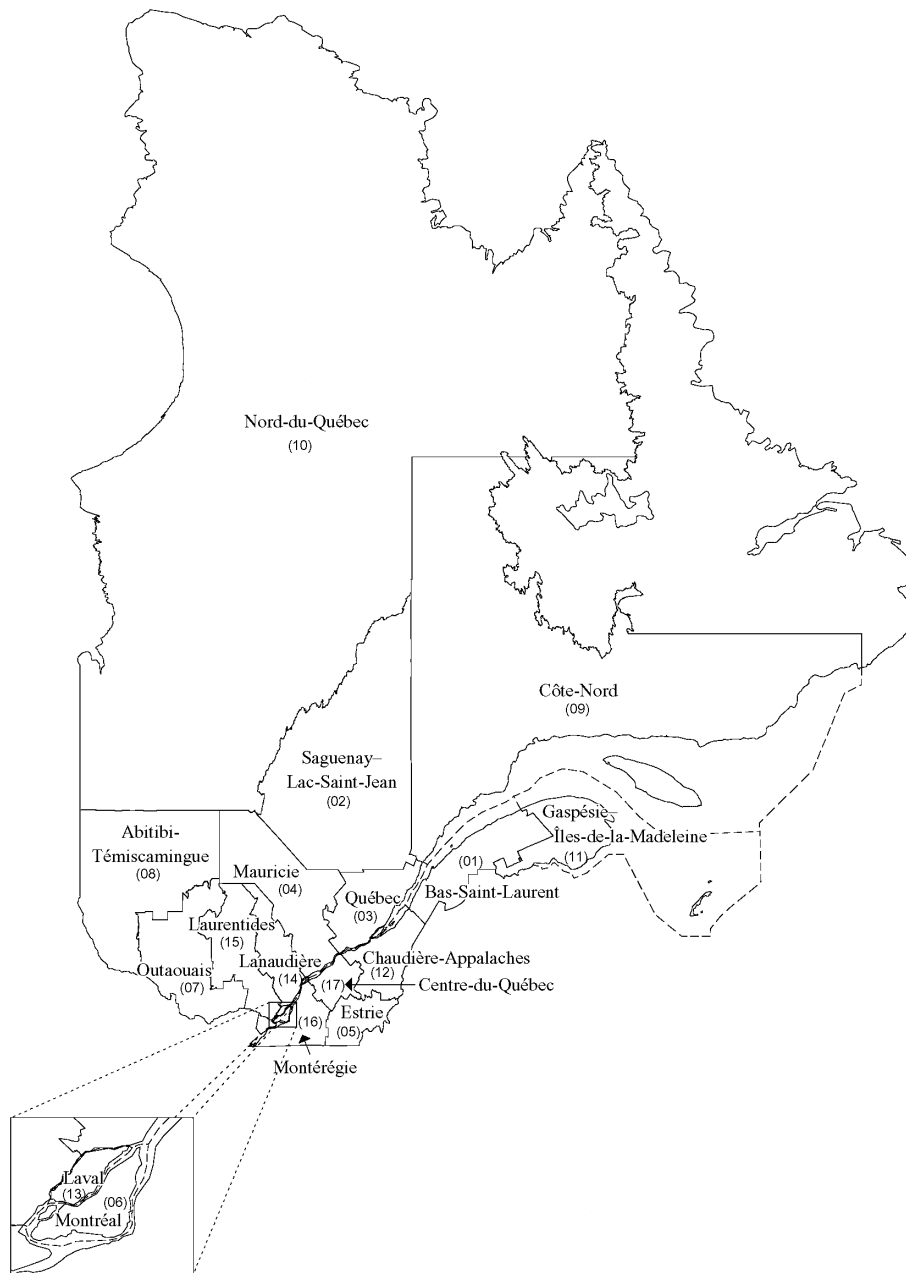 Nord-du-Québec
(10)
Côte-Nord
(09)
Saguenay–
Lac-Saint-Jean
(02)
Gaspésie–
Îles-de-la-Madeleine
(11)
Abitibi-
Témiscamingue
(08)
Mauricie
(04)
(01)
Bas-Saint-Laurent
Québec
(03)
Laurentides
(15)
Lanaudière
(14)
Chaudière-Appalaches
(12)
Outaouais
(07)
(17)
Centre-du-Québec
Estrie
(05)
(16)
Montérégie
Laval
(13)
(06)
Montréal